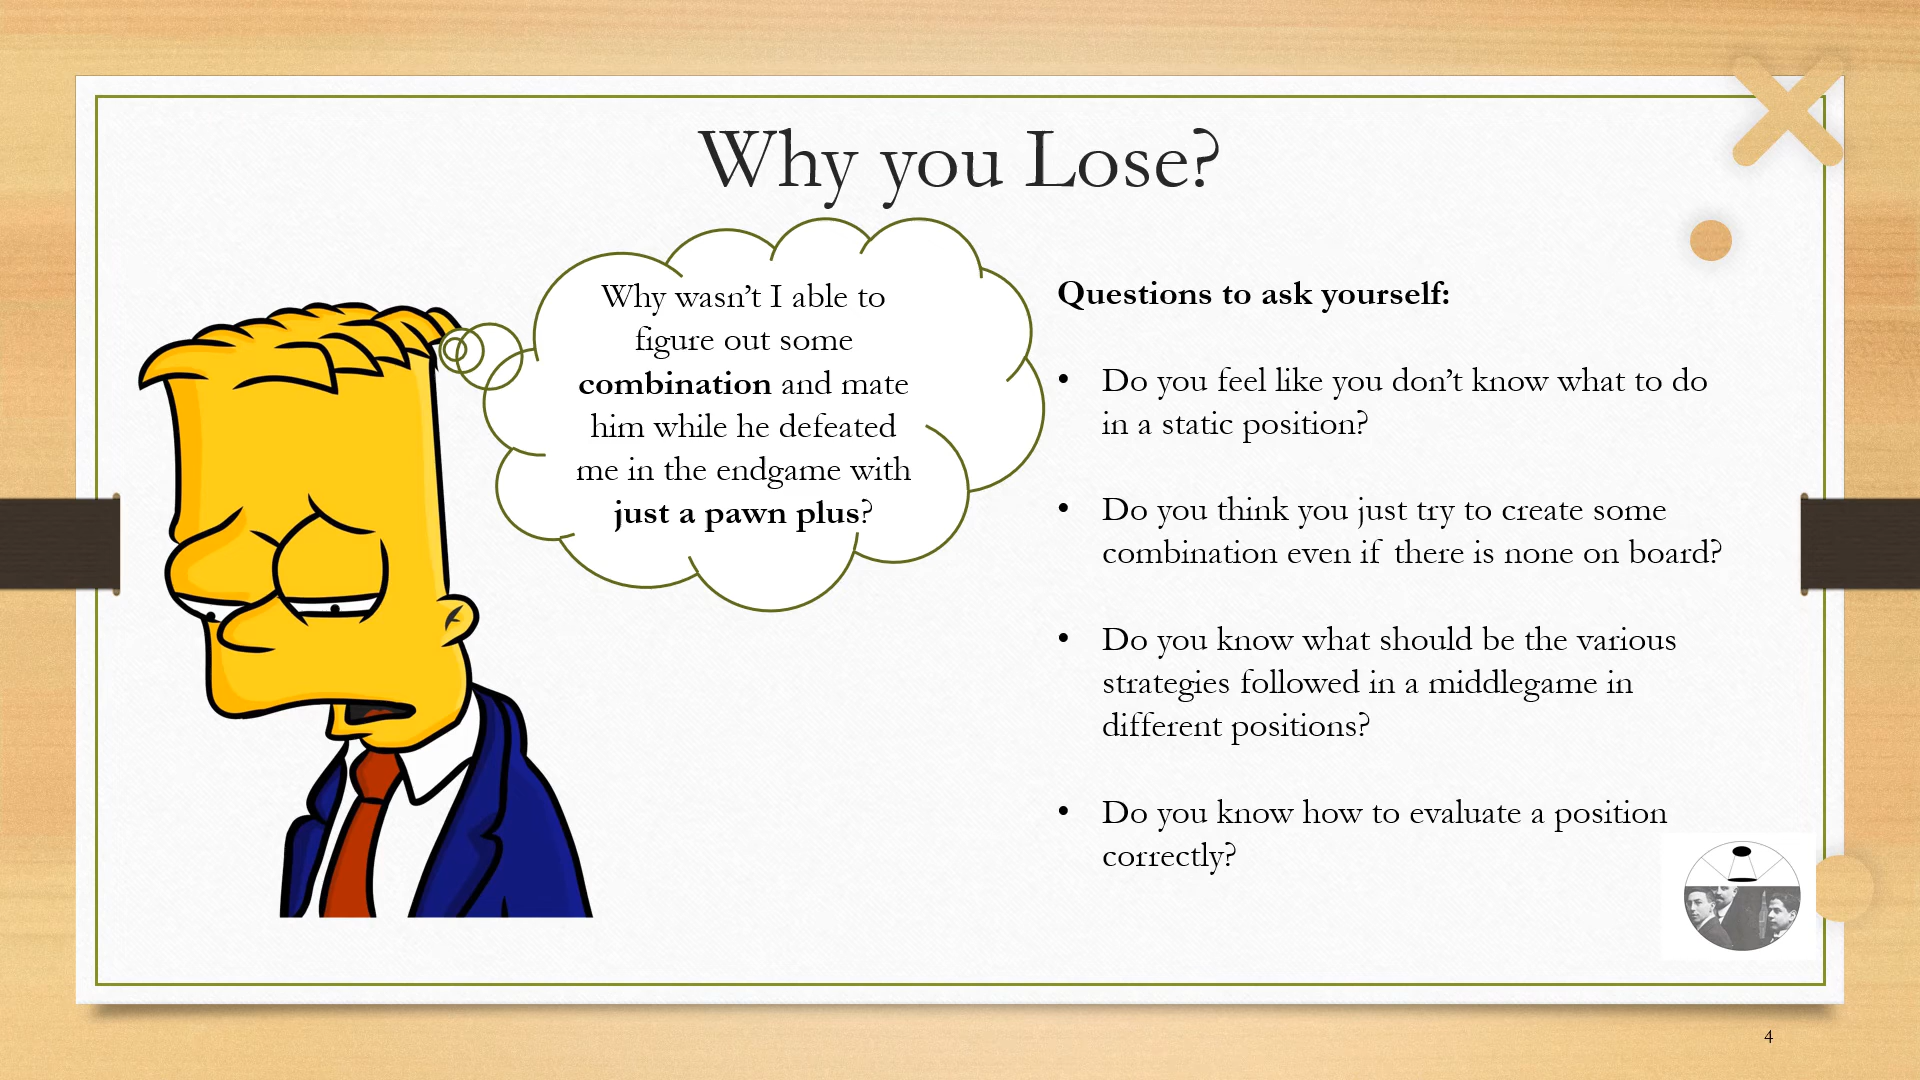 Why you Lose?
Why wasn’t I able to
figure out some
combination and mate
him while he defeated
me in the endgame with
just a pawn plus?
Questions to ask yourself:
• Do you feel like you don’t know what to do
in a static position?
• Do you think you just try to create some
combination even if there is none on board?
• Do you know what should be the various
strategies followed in a middlegame in
different positions?
• Do you know how to evaluate a position
correctly?
4